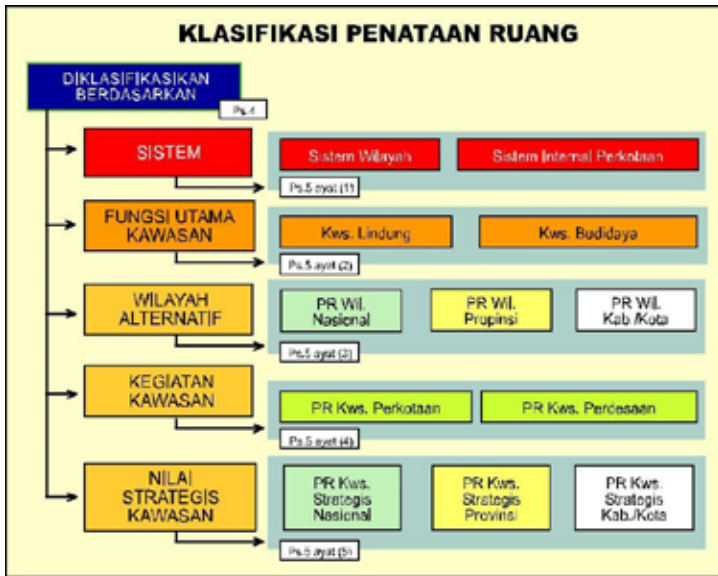 KLASIFIKASI PENATAAN RUANG
DIKLASIFIKASIKAN
BERDASARKAN
Ps.4
SISTEM
Sistem Wilayah
Sistem Internal Perkotaan
Ps.5 ayat (1)
FUNGSI UTAMA
KAWASAN
Kws. Lindung
Kws. Budidaya
Ps.5 ayat (2)
WILAYAH
ALTERNATIF
PR Wil.
Nasional
PR Wil.
Propinsi
PR Wil.
Kab./Kota
Ps.5 ayat (3)
KEGIATAN
KAWASAN
PR Kws. Perkotaan
PR Kws. Perdesaan
Ps.5 ayat (4)
NILAI
STRATEGIS
KAWASAN
PR Kws.
Strategis
Nasional
PR Kws.
Strategis
Provinsi
PR Kws.
Strategis
Kab./Kota
Ps.5 ayat (5)